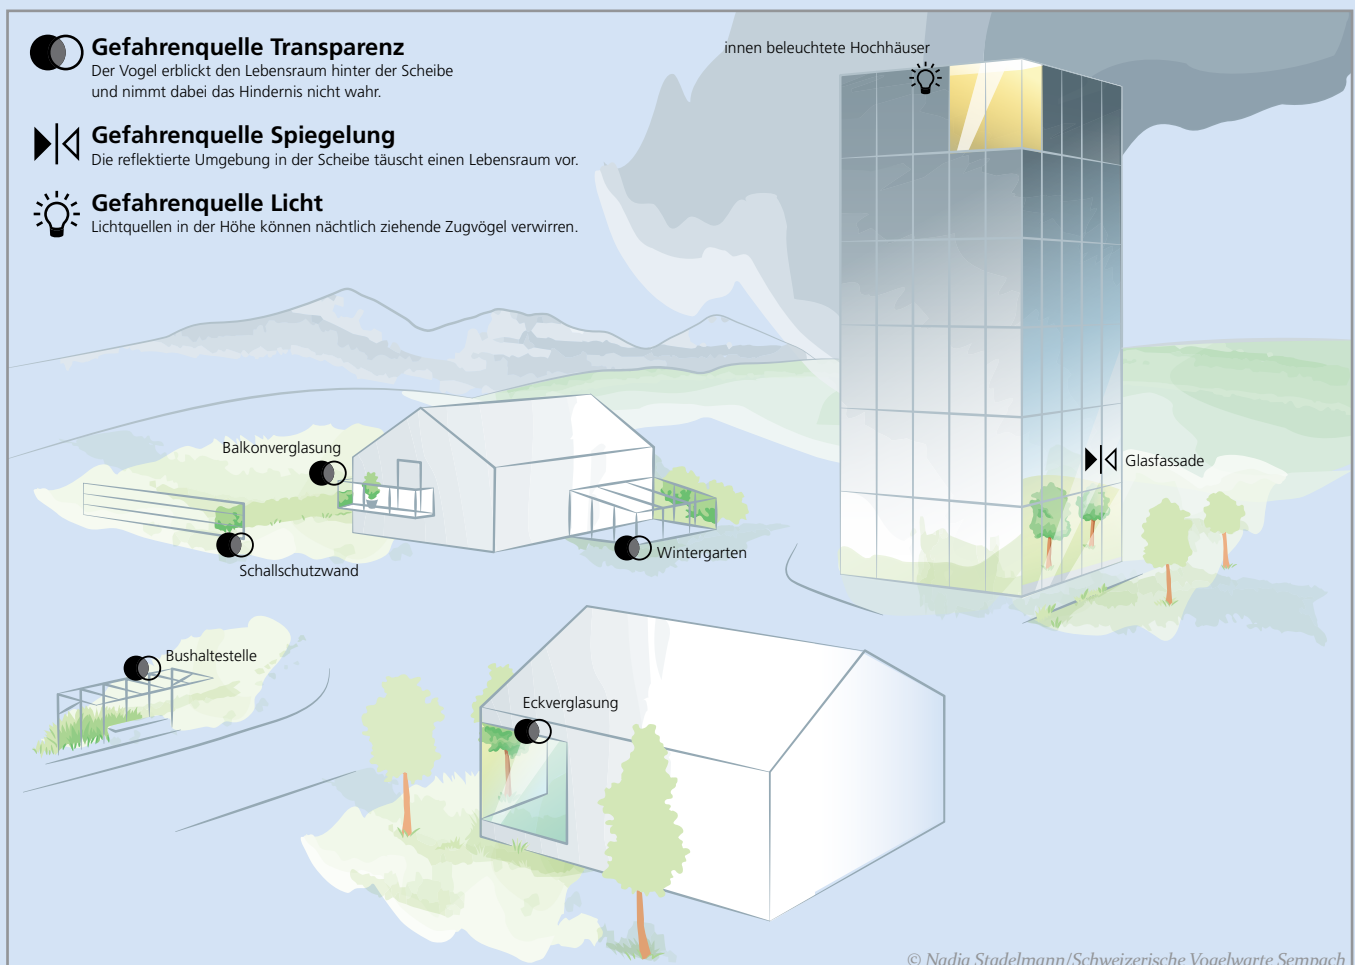 Gefahrenquelle Transparenz
Der Vogel erblickt den Lebensraum hinter der Scheibe
und nimmt dabei das Hindernis nicht wahr.
Gefahrenquelle Spiegelung
Die reflektierte Umgebung in der Scheibe täuscht einen Lebensraum vor.
Gefahrenquelle Licht
Lichtquellen in der Höhe können nächtlich ziehende Zugvögel verwirren.
innen beleuchtete Hochhäuser
Balkonverglasung
Glasfassade
Schallschutzwand
Wintergarten
Bushaltestelle
Eckverglasung
© Nadia Stadelmann/Schweizerische Vogelwarte Sempach